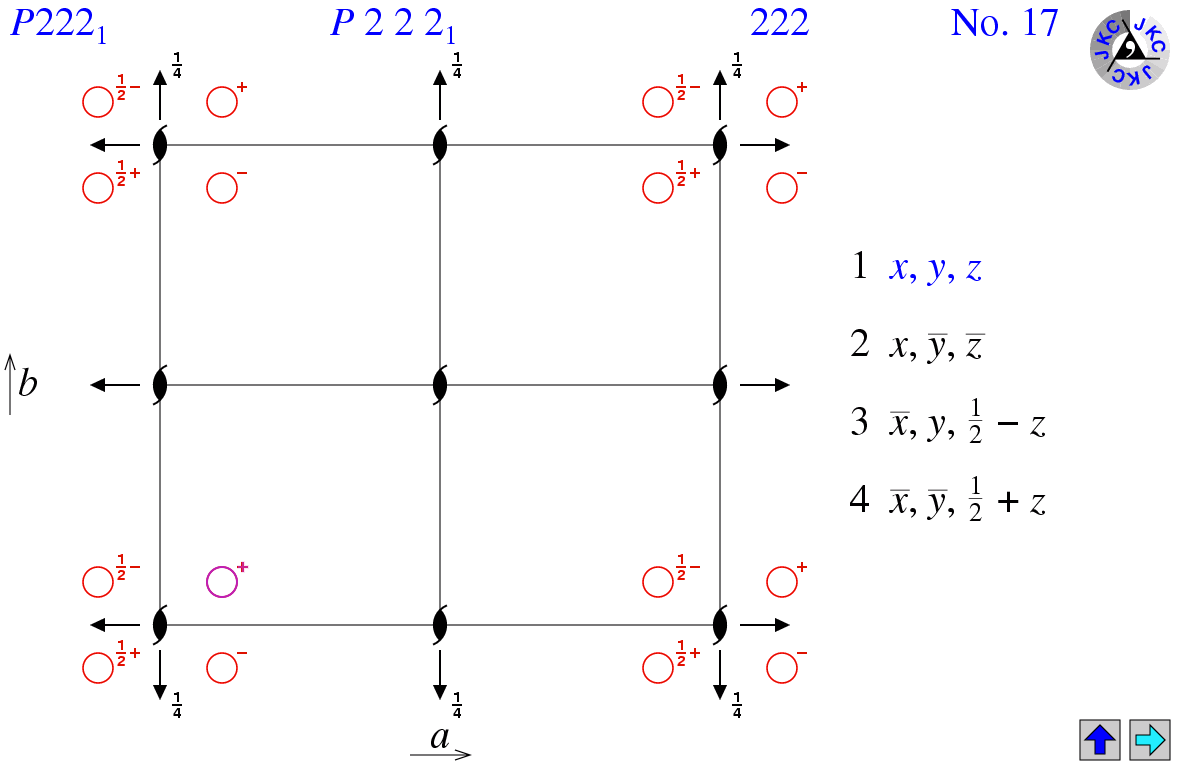 P222₁ P 2 2 2₁ 222 No. 17
JKC JKC JKC
1/4 1/4 1/4
1/2− + 1/2− +
1/2+ − 1/2+ −
1 x, y, z
2 x, y̅, z̅
b
3 x̅, y, 1/2 − z
4 x̅, y̅, 1/2 + z
1/2− + 1/2− +
1/2+ − 1/2+ −
1/4 1/4 1/4
a